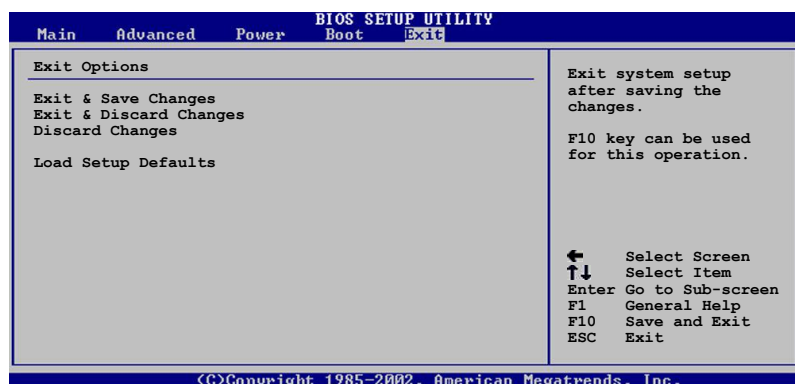 BIOS SETUP UTILITY
Main Advanced Power Boot Exit
Exit Options
Exit & Save Changes
Exit & Discard Changes
Discard Changes
Load Setup Defaults
Exit system setup
after saving the
changes.
F10 key can be used
for this operation.
← Select Screen
↑↓ Select Item
Enter Go to Sub-screen
F1 General Help
F10 Save and Exit
ESC Exit
(C)Copyright 1985-2002, American Megatrends, Inc.